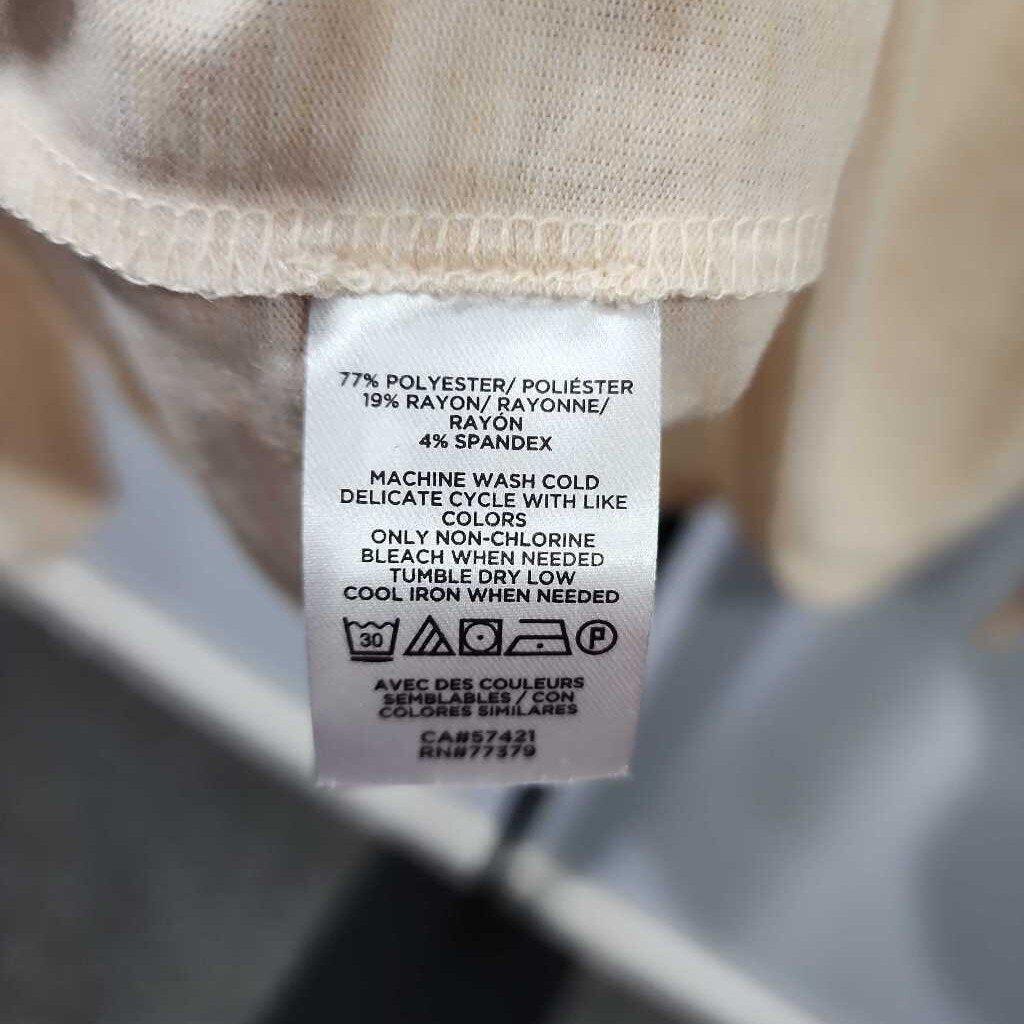 77% POLYESTER/ POLIÉSTER
19% RAYON/ RAYONNE/
RAYÓN
4% SPANDEX
MACHINE WASH COLD
DELICATE CYCLE WITH LIKE
COLORS
ONLY NON-CHLORINE
BLEACH WHEN NEEDED
TUMBLE DRY LOW
COOL IRON WHEN NEEDED
30 P
AVEC DES COULEURS
SEMBLABLES / CON
COLORES SIMILARES
CA#57421
RN#77379